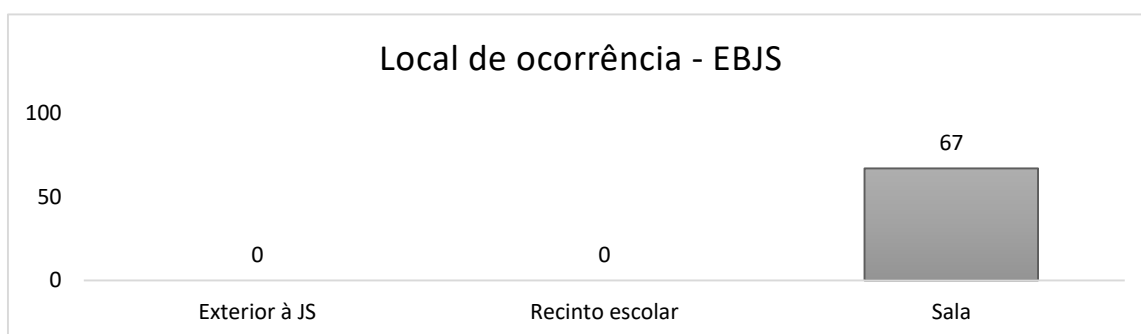 Local de ocorrência - EBJS
100
67
50
0
0
0
Exterior à JS
Recinto escolar
Sala